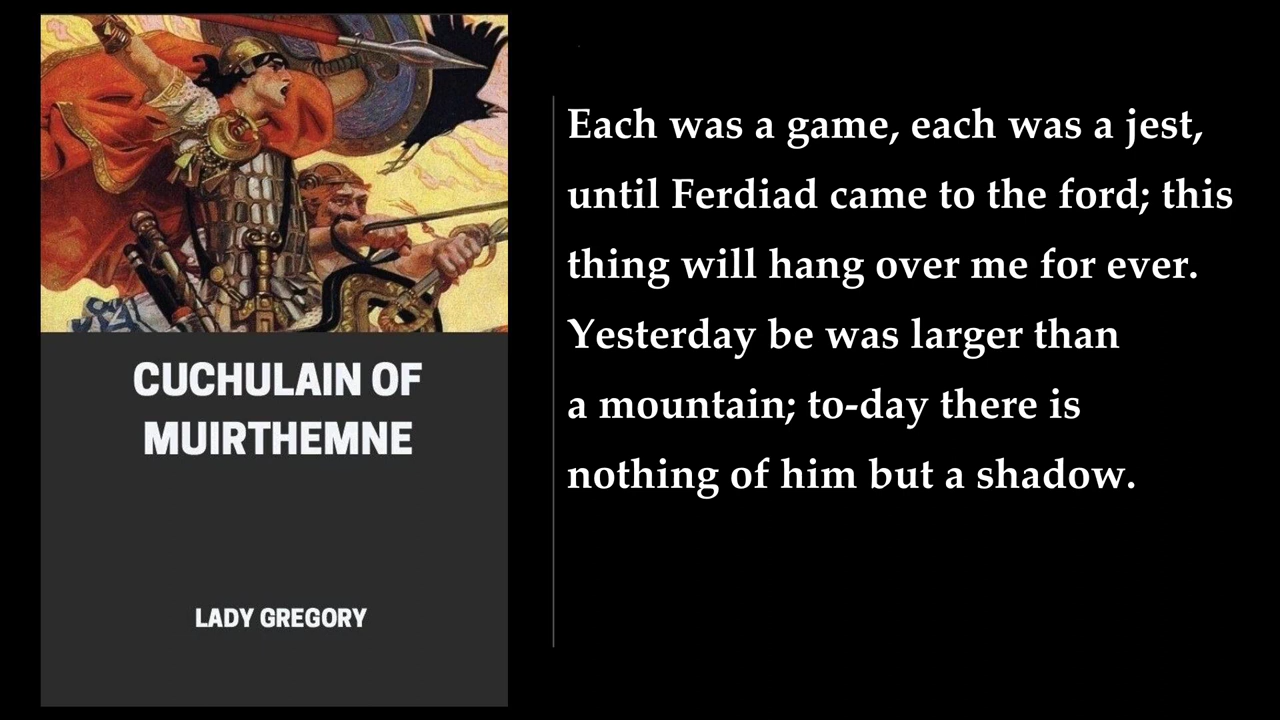 CUCHULAIN OF
MUIRTHEMNE
LADY GREGORY
Each was a game, each was a jest,
until Ferdiad came to the ford; this
thing will hang over me for ever.
Yesterday be was larger than
a mountain; to-day there is
nothing of him but a shadow.